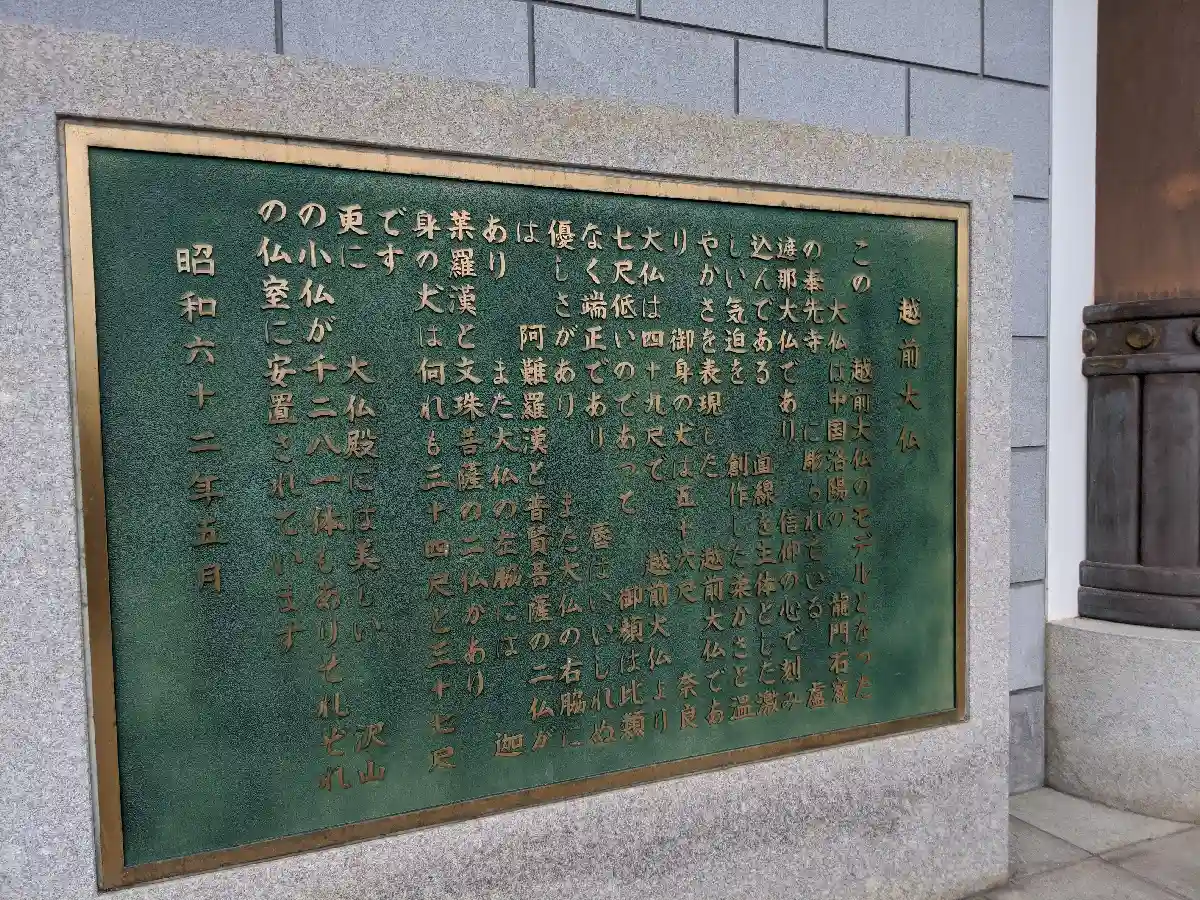 越前大仏
この　越前大仏のモデルとなった
大仏は中国洛陽の　龍門石窟
の奉先寺　に彫られている　盧
遮那大仏であり　信仰の心で刻み
込んである　直線を主体とした激
しい気迫を　創作した柔かさと温
やかさを表現した　越前大仏であ
り　御身の丈は五十六尺　奈良
大仏は四十九尺で　越前大仏より
七尺低いのであって　御頬は比類
なく端正であり　唇はいいしれぬ
優しさがあり　また大仏の右脇に
は　阿難羅漢と普賢菩薩の二仏が
あり　また大仏の左脇には　迦
葉羅漢と文珠菩薩の二仏があり
身の丈は何れも三十四尺と三十七尺
です
更に　大仏殿には美しい　沢山
の小仏が千二八一体もありそれぞれ
の仏室に安置されています
昭和六十二年五月